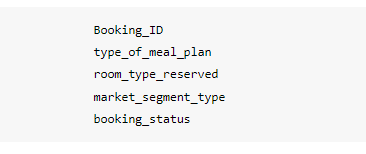 Booking_ID
type_of_meal_plan
room_type_reserved
market_segment_type
booking_status